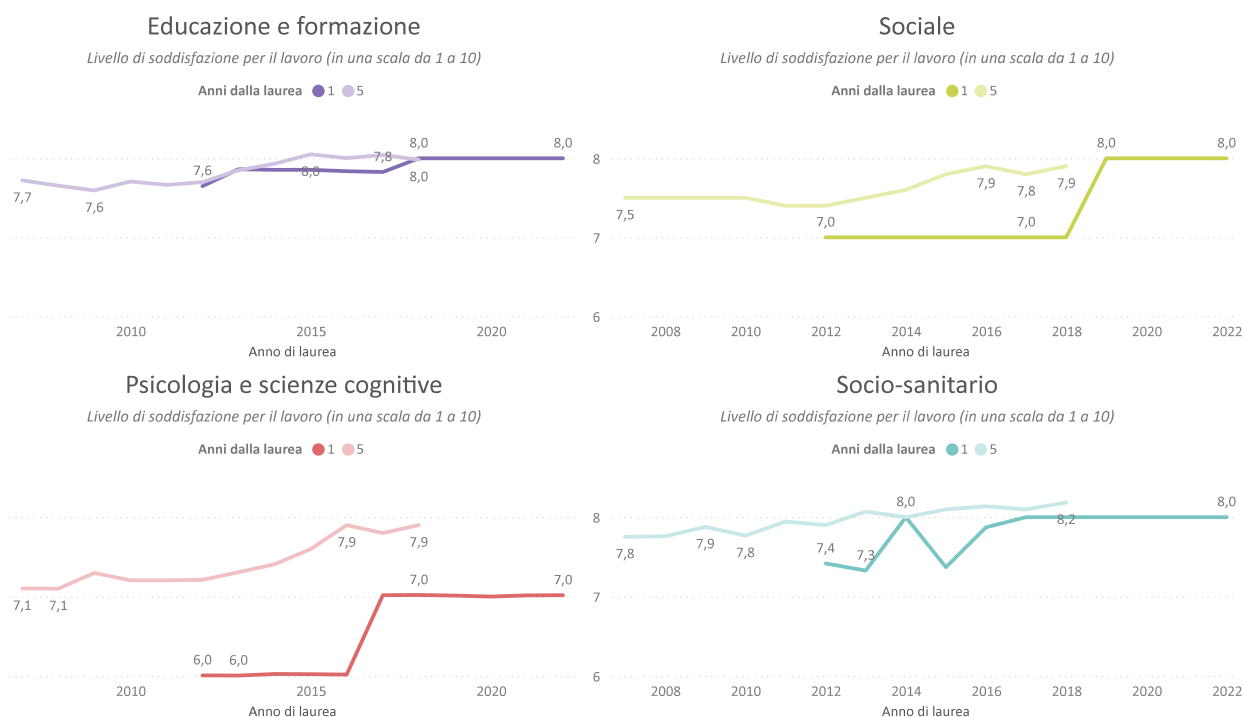 Educazione e formazione
Livello di soddisfazione per il lavoro (in una scala da 1 a 10)
Anni dalla laurea 1 5
8,0 8,0
7,6 7,8
8,0 8,0
7,7
7,6
2010 2015 2020
Anno di laurea
Sociale
Livello di soddisfazione per il lavoro (in una scala da 1 a 10)
Anni dalla laurea 1 5
8,0 8,0
8
7,9 7,8 7,9
7,5
7,0 7,0
7
6
2008 2010 2012 2014 2016 2018 2020 2022
Anno di laurea
Psicologia e scienze cognitive
Livello di soddisfazione per il lavoro (in una scala da 1 a 10)
Anni dalla laurea 1 5
7,9 7,9
7,1 7,1
7,0 7,0
6,0 6,0
2010 2015 2020
Anno di laurea
Socio-sanitario
Livello di soddisfazione per il lavoro (in una scala da 1 a 10)
Anni dalla laurea 1 5
8,0 8,0
8
8,2
7,8 7,9 7,8 7,4 7,3
7
6
2008 2010 2012 2014 2016 2018 2020 2022
Anno di laurea